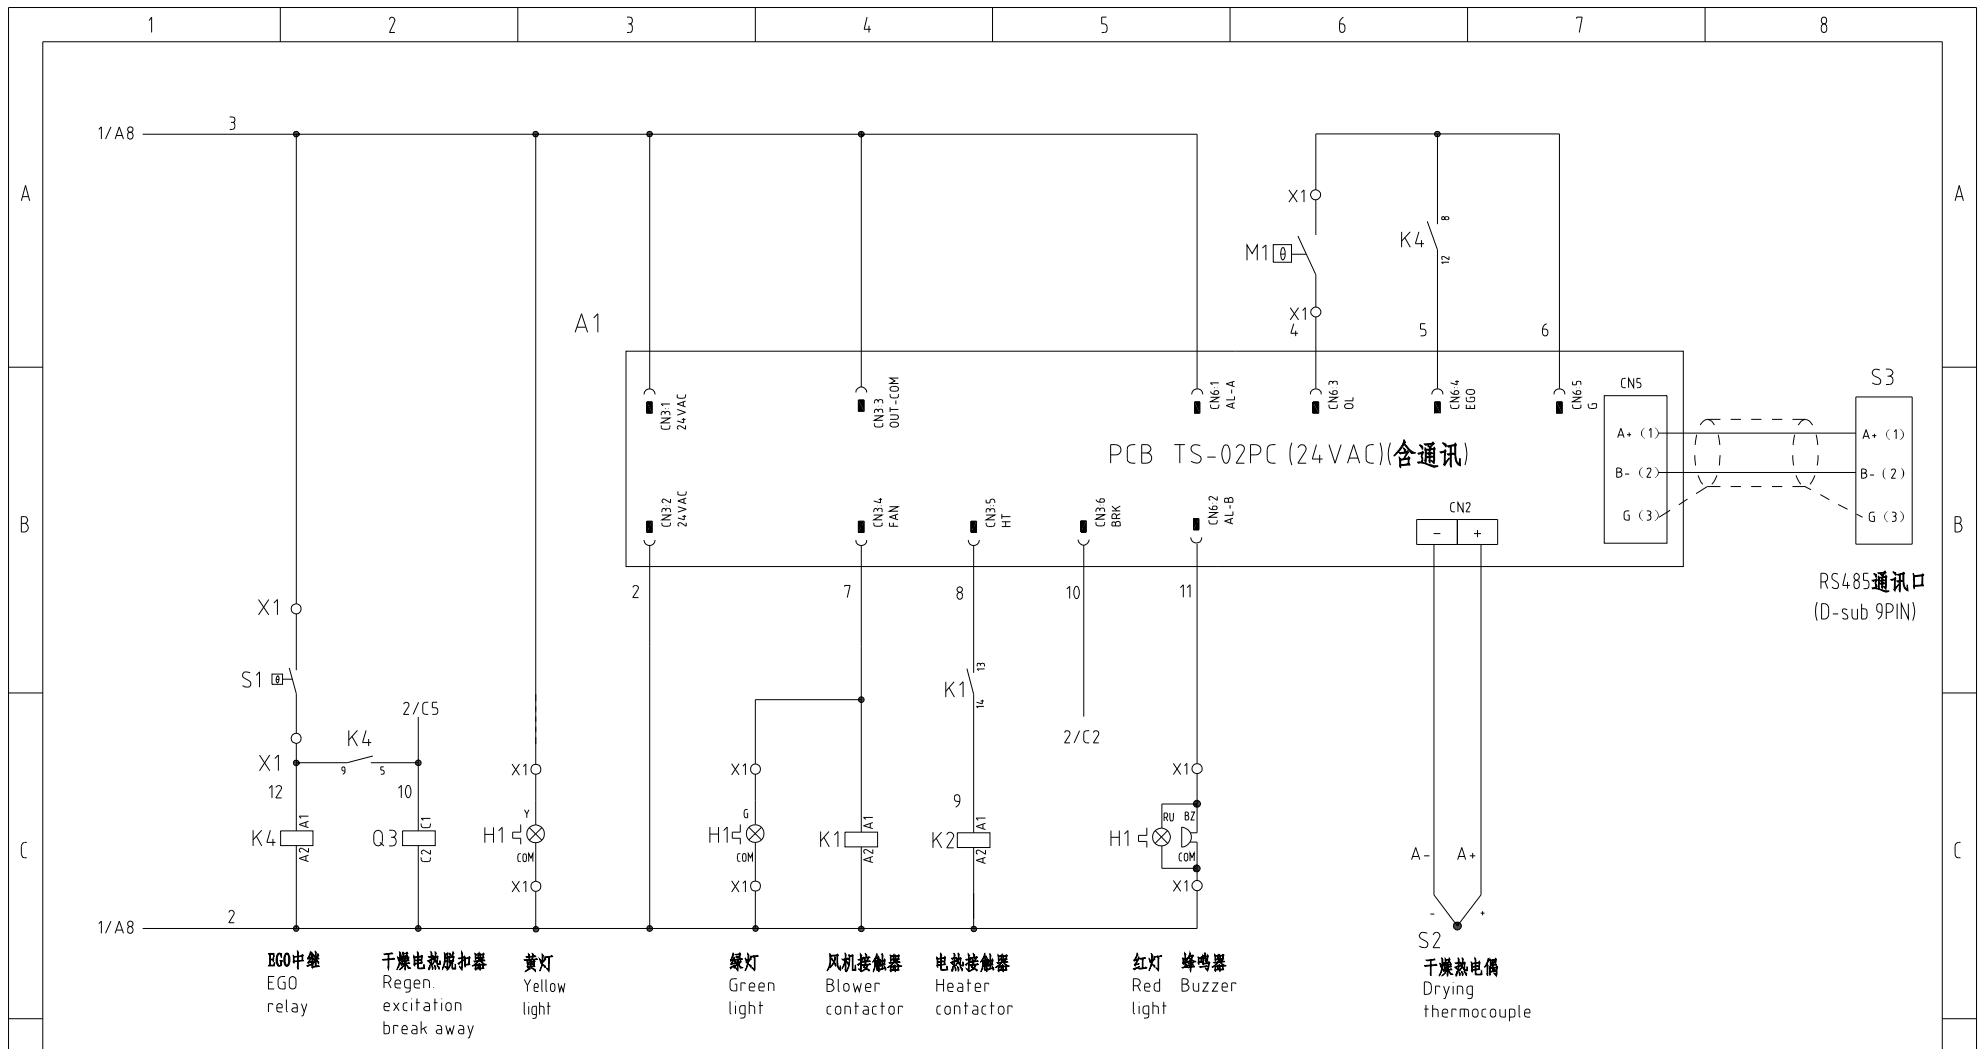 1 2 3 4 5 6 7 8
1/A8 3
A A
X1
8
K4
M1 θ
12
X1
A1
4 5 6
S3
CN3:1
24VAC
CN3:3
OUT-COM
CN6:1
AL-A
CN6:3
OL
CN6:4
EGO
CN6:5
G
CN5
A+ (1)
A+ (1)
PCB TS-02PC (24VAC)(含通讯)
B- (2)
B- (2)
CN3:2
24VAC
CN3:4
FAN
CN3:5
HT
CN3:6
BRK
CN6:2
AL-B
CN2
- +
G (3)
G (3)
B B
RS485通讯口
(D-sub 9PIN)
2 7 8 10 11
X1
S1 θ
13
K1
14
2/C5
K4
2/C2
X1
9 5
X1 X1 X1
12 10 9
Y G RU BZ
K4 A1 A2
Q3 C1 C2
H1 COM
H1 COM
K1 A1 A2
K2 A1 A2
H1 COM
A- A+
C C
X1 X1 X1
1/A8 2
- +
S2
EGO中继
EGO
relay
干燥电热脱扣器
Regen.
excitation
break away
黄灯
Yellow
light
绿灯
Green
light
风机接触器
Blower
contactor
电热接触器
Heater
contactor
红灯
Red
light
蜂鸣器
Buzzer
干燥热电偶
Drying
thermocouple